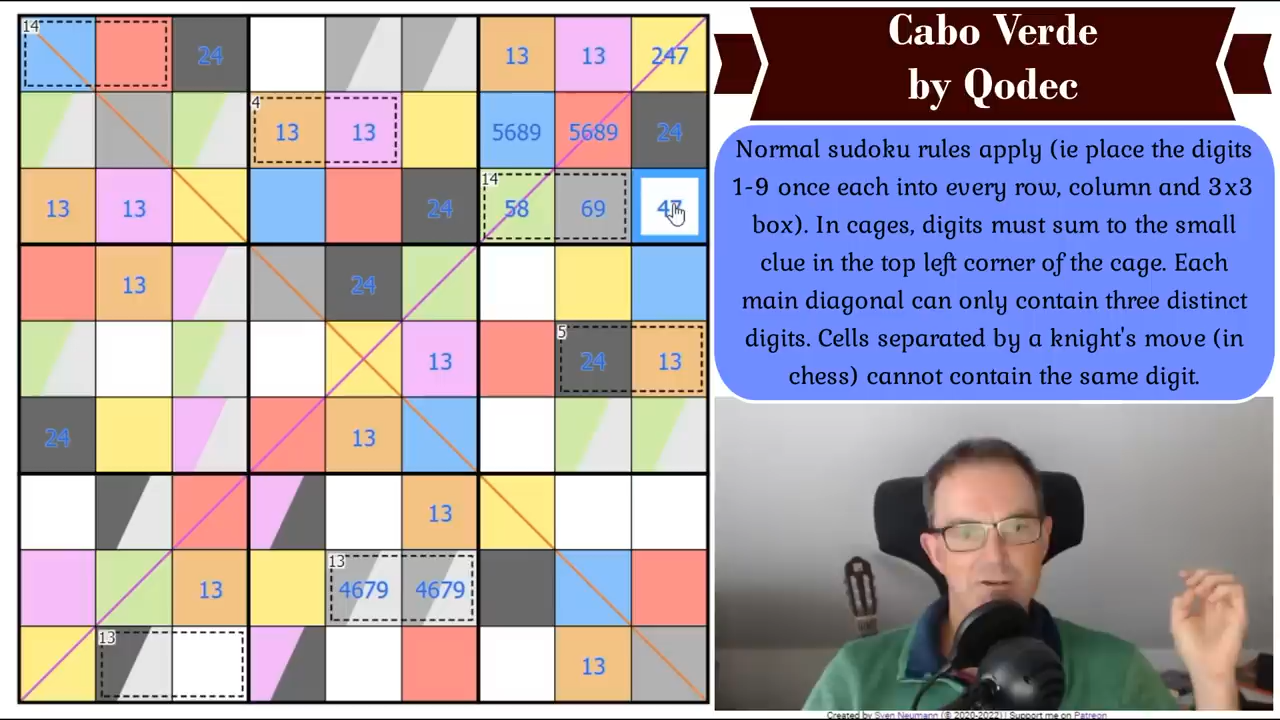 Cabo Verde
by Qodec
Normal sudoku rules apply (ie place the digits
1-9 once each into every row, column and 3x3
box). In cages, digits must sum to the small
clue in the top left corner of the cage. Each
main diagonal can only contain three distinct
digits. Cells separated by a knight's move (in
chess) cannot contain the same digit.
14 24 13 13 247
4 13 13 5689 5689 24
13 13 24 14 58 69 47
13 24
13 5 24 13
24 13
13
13 13 4679 4679
13 13
Created by Sven Neumann (© 2020-2022) | Support me on Patreon